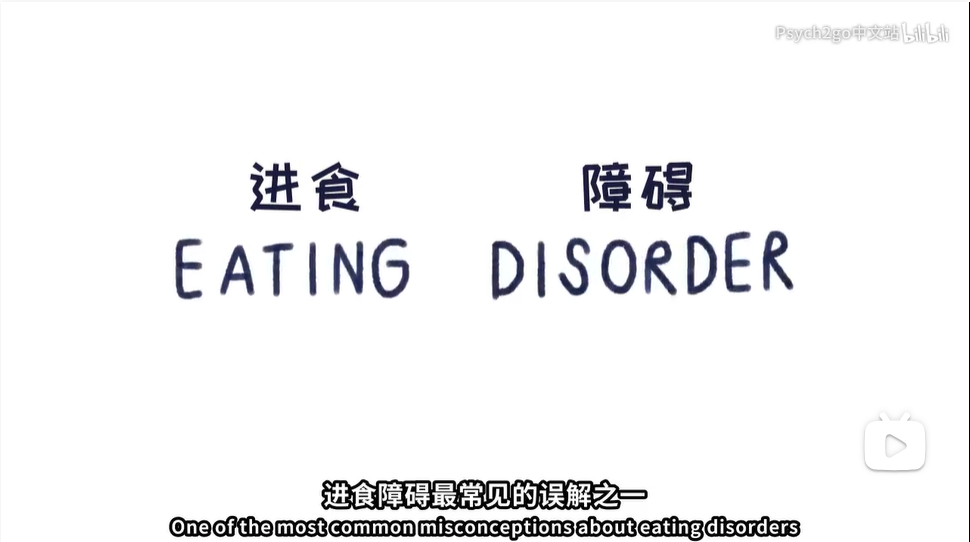 Psych2go中文站 bilibili
进食 障碍
EATING DISORDER
进食障碍最常见的误解之一
One of the most common misconceptions about eating disorders